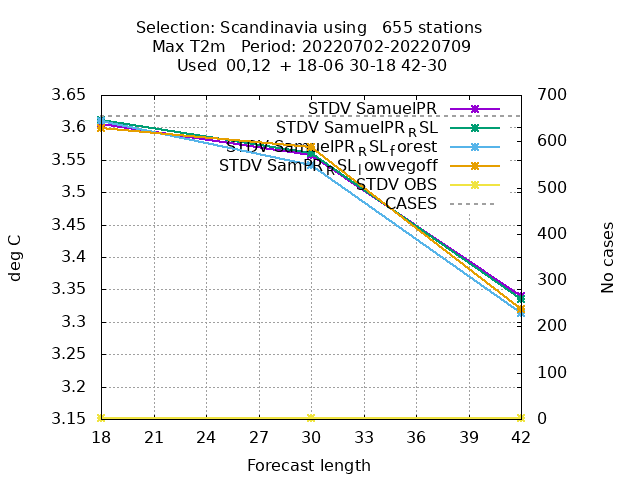 Selection: Scandinavia using   655 stations
Max T2m   Period: 20220702-20220709
Used  00,12  + 18-06 30-18 42-30
3.65
3.6
3.55
3.5
3.45
3.4
3.35
3.3
3.25
3.2
3.15
deg C
STDV SamuelPR
STDV SamuelPR_RSL
STDV SamuelPR_RSL_forest
STDV SamPR_RSL_lowvegoff
STDV OBS
CASES
700
600
500
400
300
200
100
0
No cases
18 21 24 27 30 33 36 39 42
Forecast length